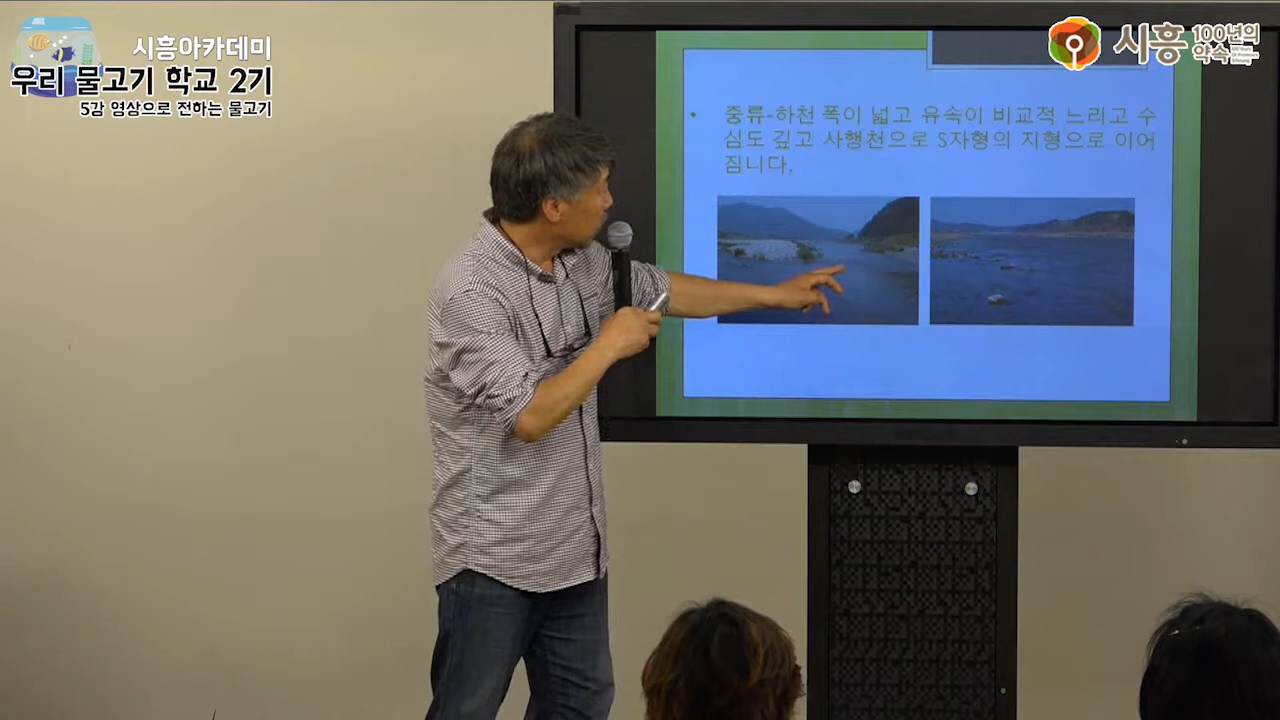 시흥아카데미
우리 물고기 학교 2기
5강 영상으로 전하는 물고기
시흥 100년의
약속
• 중류-하천 폭이 넓고 유속이 비교적 느리고 수
심도 깊고 사행천으로 S자형의 지형으로 이어
집니다.